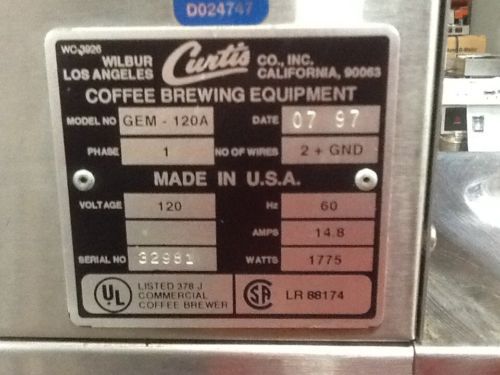 D024747
WC-3926
WILBUR Curtis CO., INC.
LOS ANGELES CALIFORNIA, 90063
COFFEE BREWING EQUIPMENT
MODEL NO GEM - 120A DATE 07 97
PHASE 1 NO OF WIRES 2 + GND
MADE IN U.S.A.
VOLTAGE 120 Hz 60
AMPS 14.8
SERIAL NO 32981 WATTS 1775
UL LISTED 378 J
COMMERCIAL
COFFEE BREWER
SA LR 88174